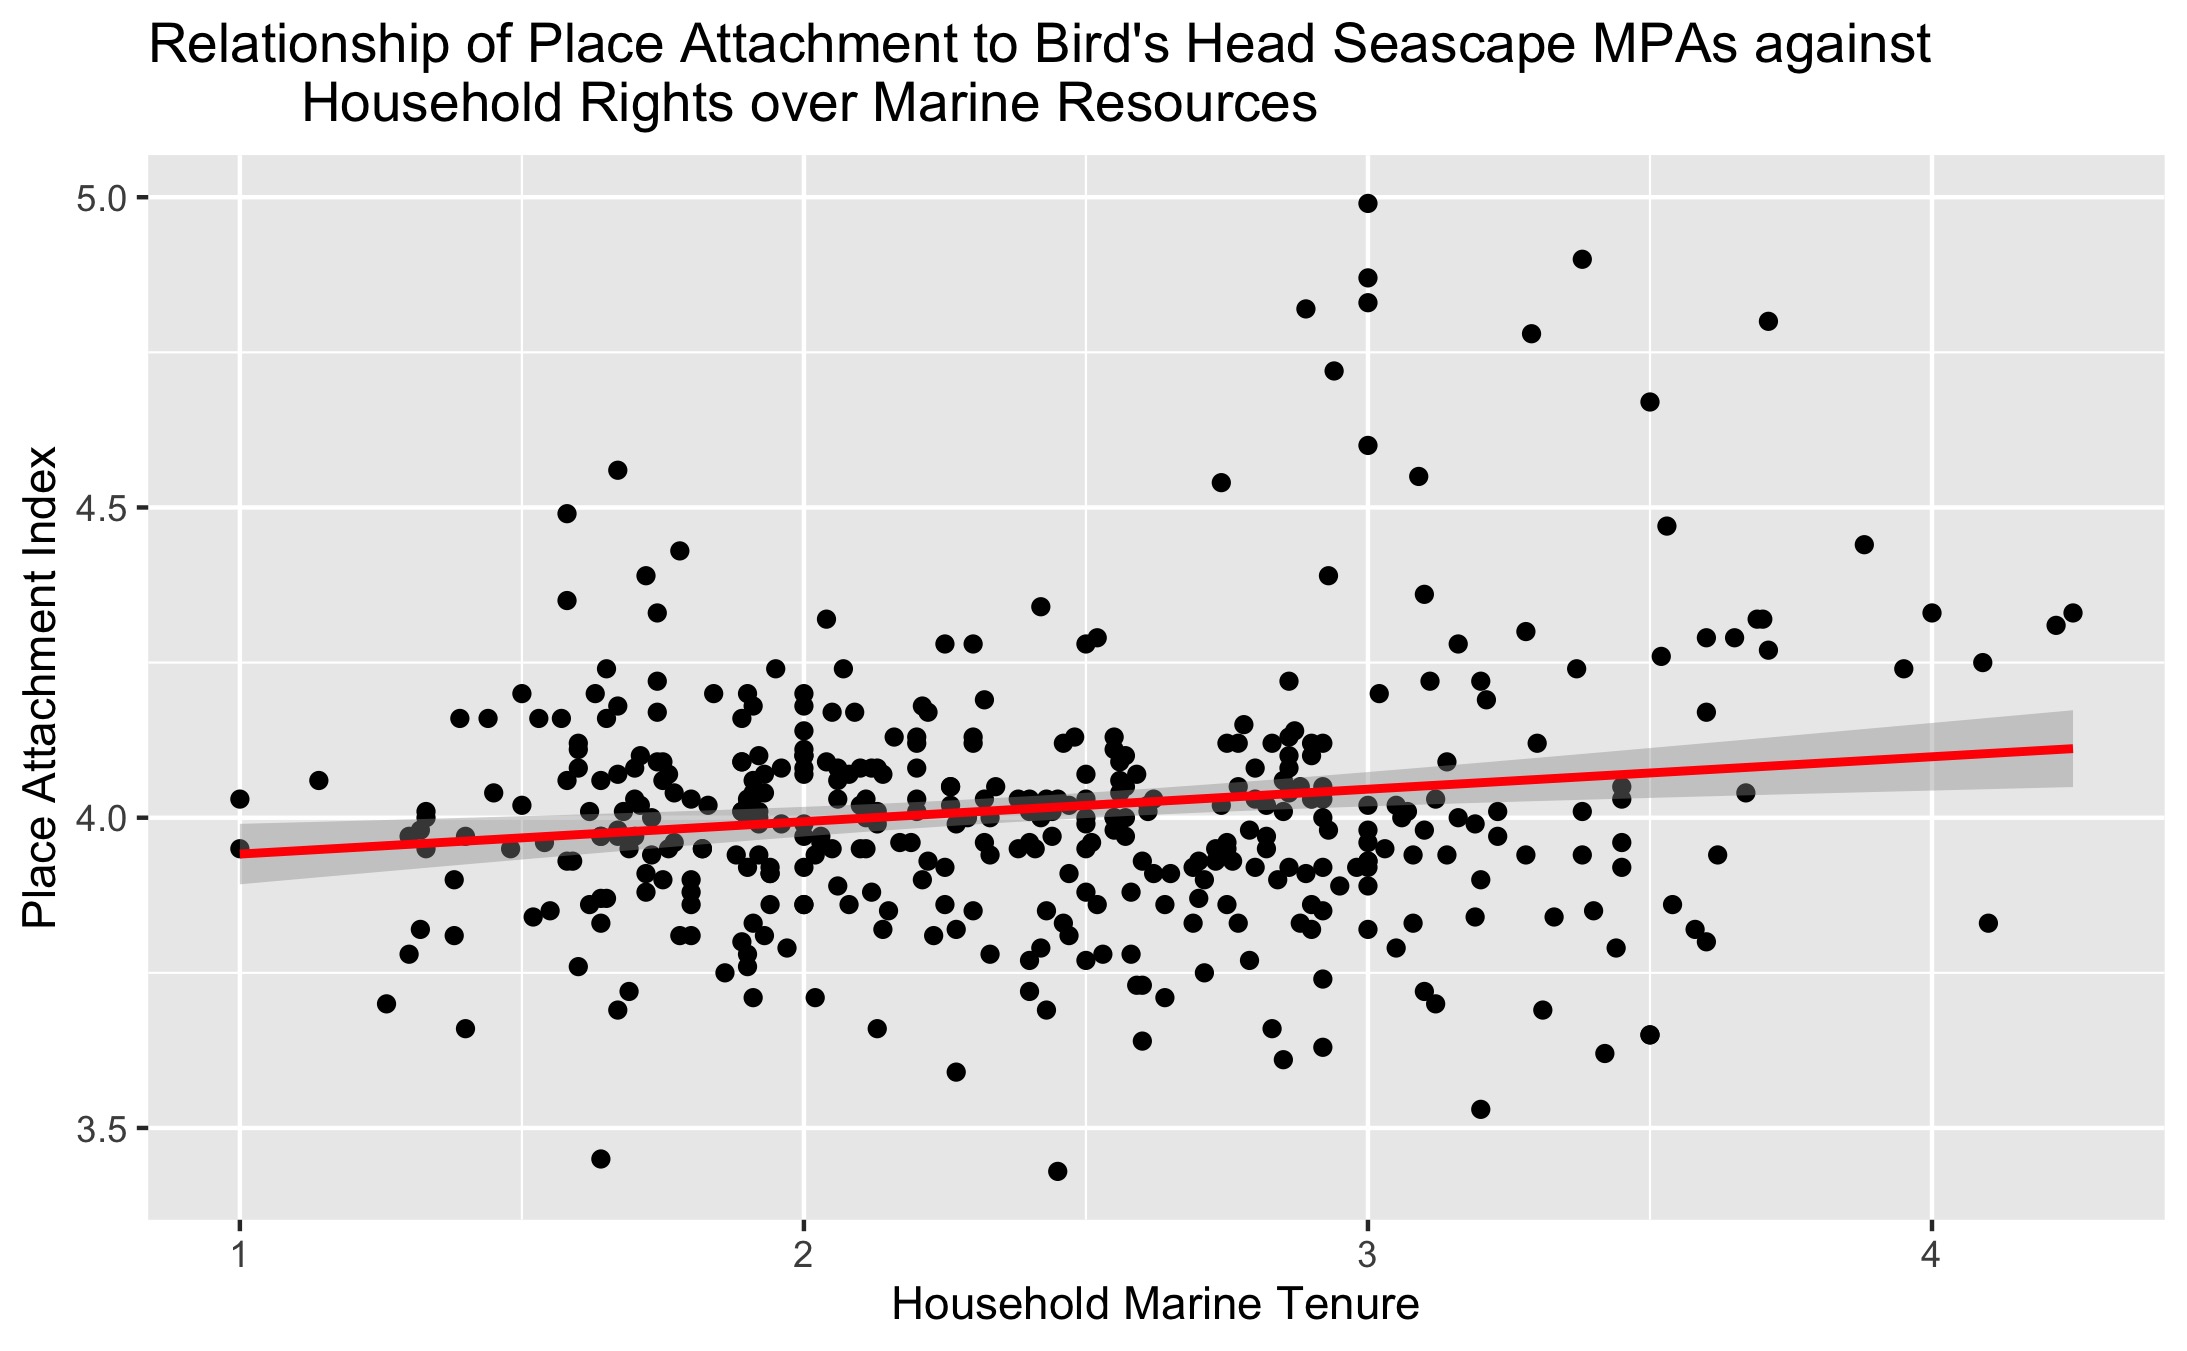 Relationship of Place Attachment to Bird's Head Seascape MPAs against
Household Rights over Marine Resources
5.0
4.5
4.0
3.5
Place Attachment Index
1
2
3
4
Household Marine Tenure